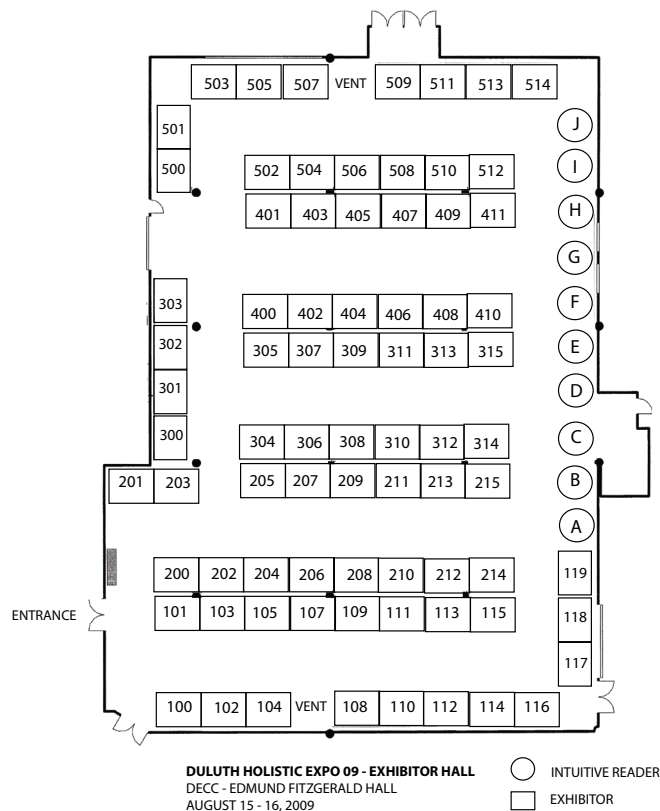 503 505 507 VENT 509 511 513 514
501
J
500
I
502 504 506 508 510 512
401 403 405 407 409 411
H
G
303
F
400 402 404 406 408 410
302
305 307 309 311 313 315
E
301
D
300
304 306 308 310 312 314
C
201 203
205 207 209 211 213 215
B
A
200 202 204 206 208 210 212 214
119
ENTRANCE
101 103 105 107 109 111 113 115
118
117
100 102 104 VENT 108 110 112 114 116
DULUTH HOLISTIC EXPO 09 - EXHIBITOR HALL
DECC - EDMUND FITZGERALD HALL
AUGUST 15 - 16, 2009
INTUITIVE READER
EXHIBITOR